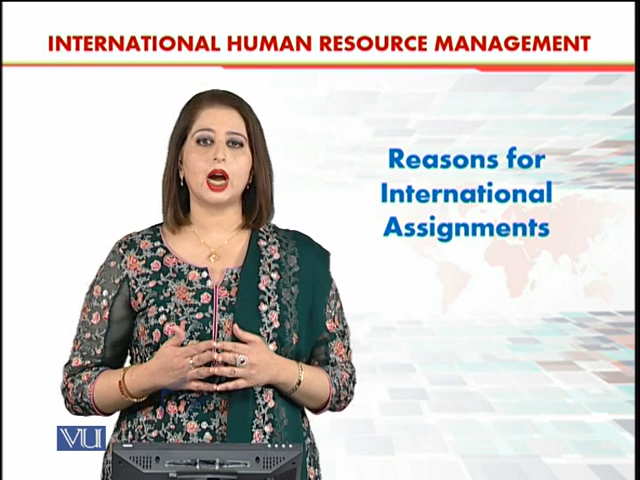 INTERNATIONAL HUMAN RESOURCE MANAGEMENT
Reasons for
International
Assignments
VU